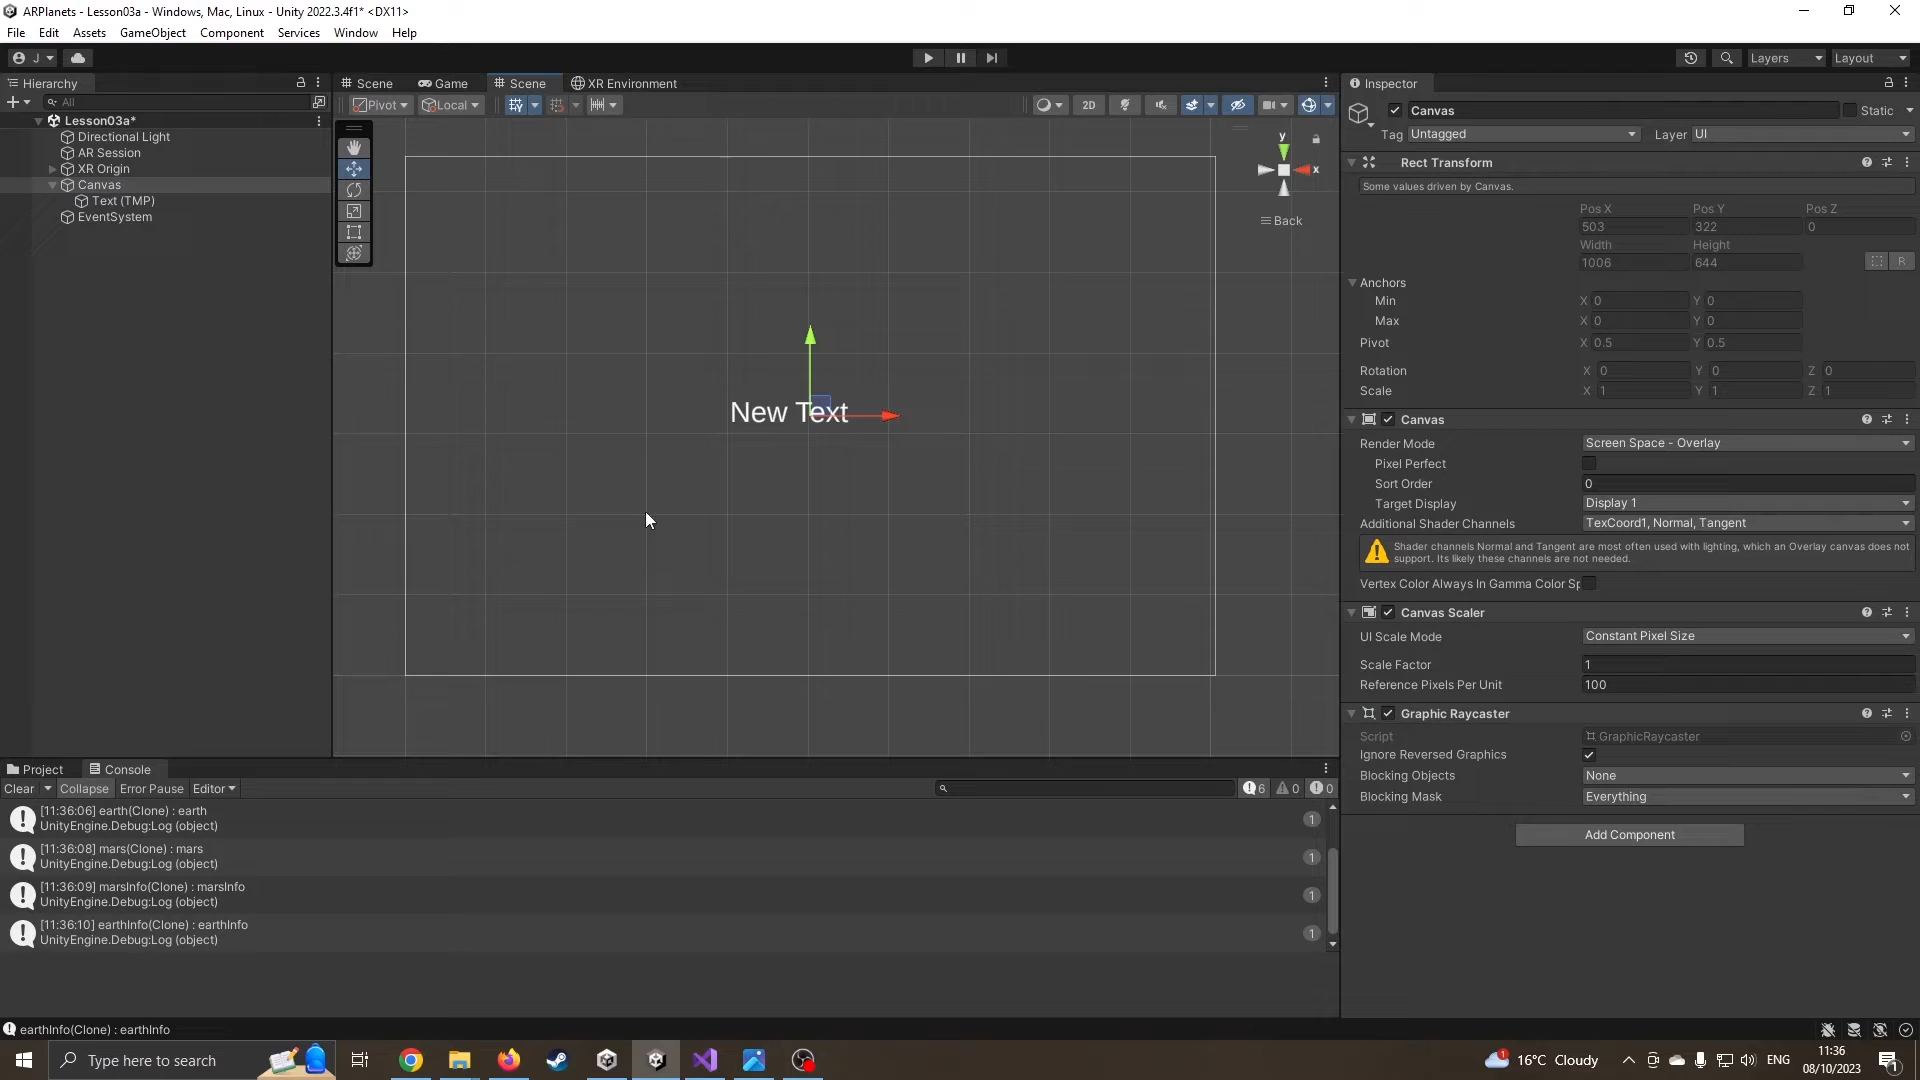 ARPlanets - Lesson03a - Windows, Mac, Linux - Unity 2022.3.4f1* <DX11>
File Edit Assets GameObject Component Services Window Help
J Layers Layout
Hierarchy
All
Lesson03a*
Directional Light
AR Session
XR Origin
Canvas
Text (TMP)
EventSystem
Scene Game Scene XR Environment
Pivot Local 2D
y
x
Back
New Text
Inspector
Canvas Static
Tag Untagged Layer UI
Rect Transform
Some values driven by Canvas.
Pos X Pos Y Pos Z
503 322 0
Width Height
1006 644 R
Anchors
Min X 0 Y 0
Max X 0 Y 0
Pivot X 0.5 Y 0.5
Rotation X 0 Y 0 Z 0
Scale X 1 Y 1 Z 1
Canvas
Render Mode Screen Space - Overlay
Pixel Perfect
Sort Order 0
Target Display Display 1
Additional Shader Channels TexCoord1, Normal, Tangent
Shader channels Normal and Tangent are most often used with lighting, which an Overlay canvas does not
support. Its likely these channels are not needed.
Vertex Color Always In Gamma Color Sp
Canvas Scaler
UI Scale Mode Constant Pixel Size
Scale Factor 1
Reference Pixels Per Unit 100
Graphic Raycaster
Script GraphicRaycaster
Ignore Reversed Graphics
Blocking Objects None
Blocking Mask Everything
Add Component
Project Console
Clear Collapse Error Pause Editor 6 0 0
[11:36:06] earth(Clone) : earth
UnityEngine.Debug:Log (object) 1
[11:36:08] mars(Clone) : mars
UnityEngine.Debug:Log (object) 1
[11:36:09] marsInfo(Clone) : marsInfo
UnityEngine.Debug:Log (object) 1
[11:36:10] earthInfo(Clone) : earthInfo
UnityEngine.Debug:Log (object) 1
earthInfo(Clone) : earthInfo
Type here to search 1 16°C Cloudy ENG 11:36 1
08/10/2023